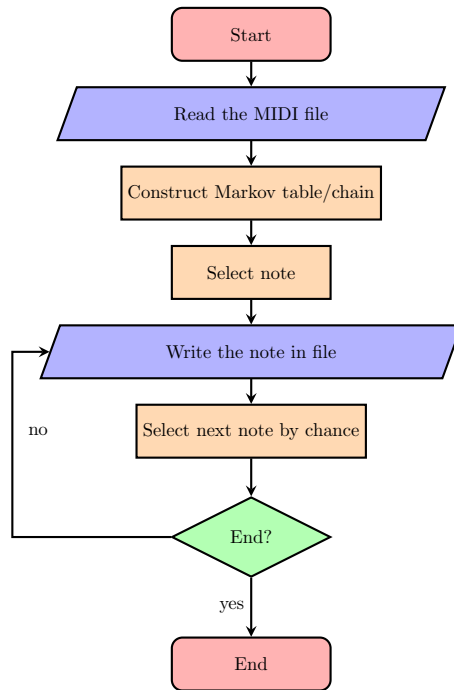 Start
Read the MIDI file
Construct Markov table/chain
Select note
Write the note in file
no
Select next note by chance
End?
yes
End